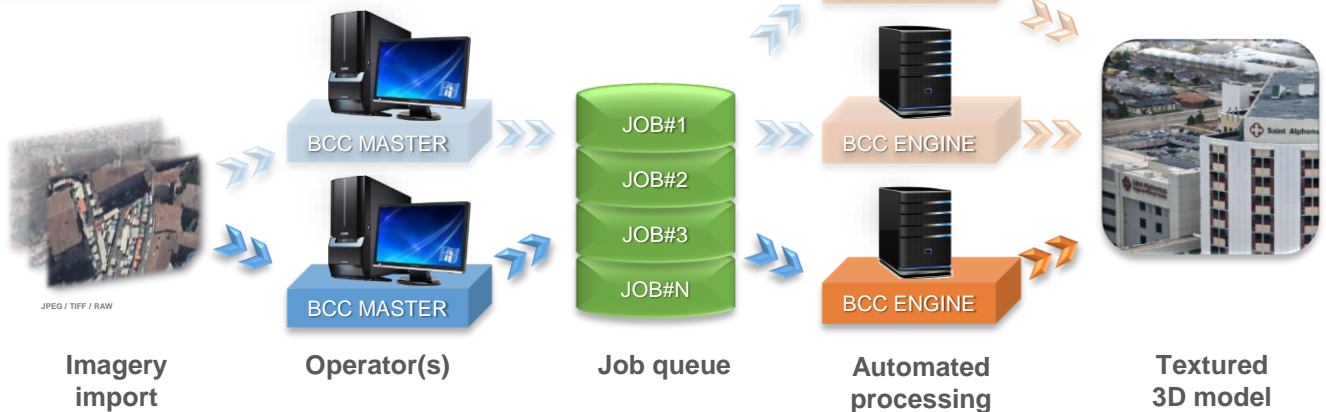 BCC MASTER
BCC MASTER
JOB#1
JOB#2
JOB#3
JOB#N
BCC ENGINE
BCC ENGINE
Saint Alphons
JPEG / TIFF / RAW
Imagery
import
Operator(s)
Job queue
Automated
processing
Textured
3D model